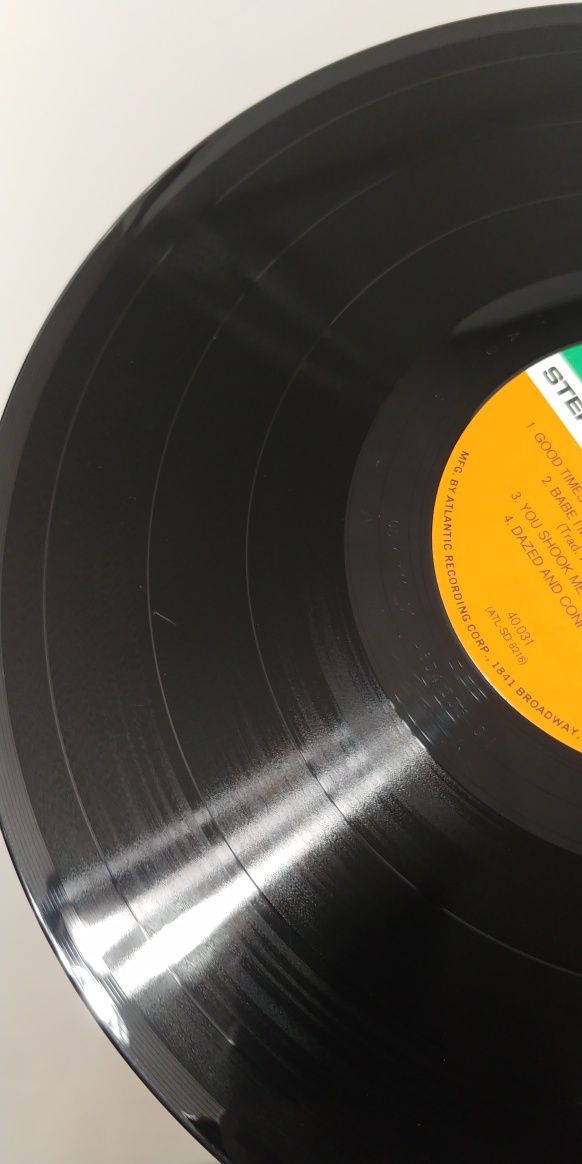 STE
1. GOOD TIMES
2. BABE I'M
(Trad.
3. YOU SHOOK ME
4. DAZED AND CON
40.031
(ATL-SD 8216)
MFG. BY ATLANTIC RECORDING CORP., 1841 BROADWAY,